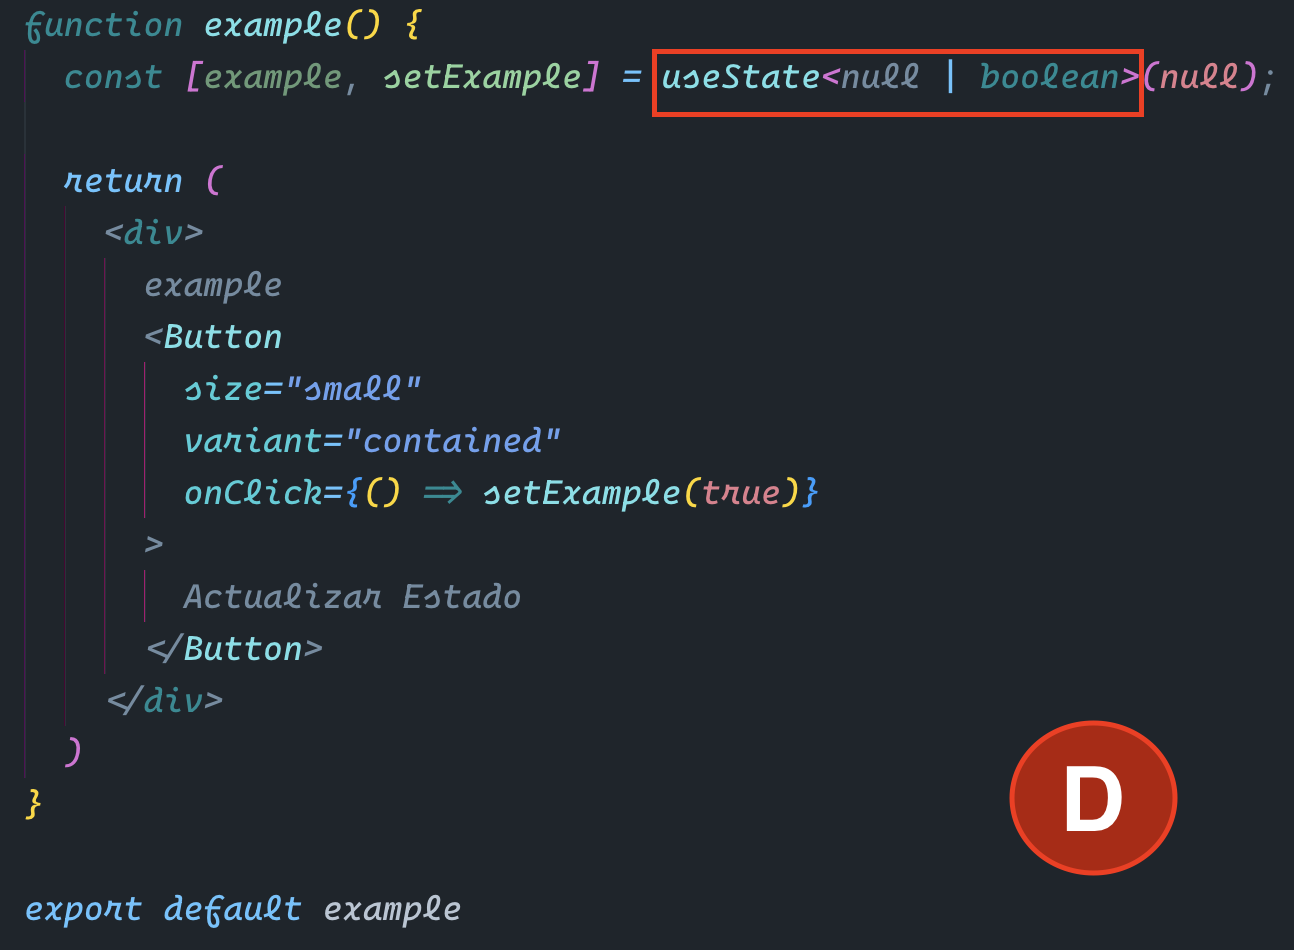 function example() {
const [example, setExample] = useState<null | boolean>(null);
return (
<div>
example
<Button
size="small"
variant="contained"
onClick={() => setExample(true)}
>
Actualizar Estado
</Button>
</div>
)
}
D
export default example